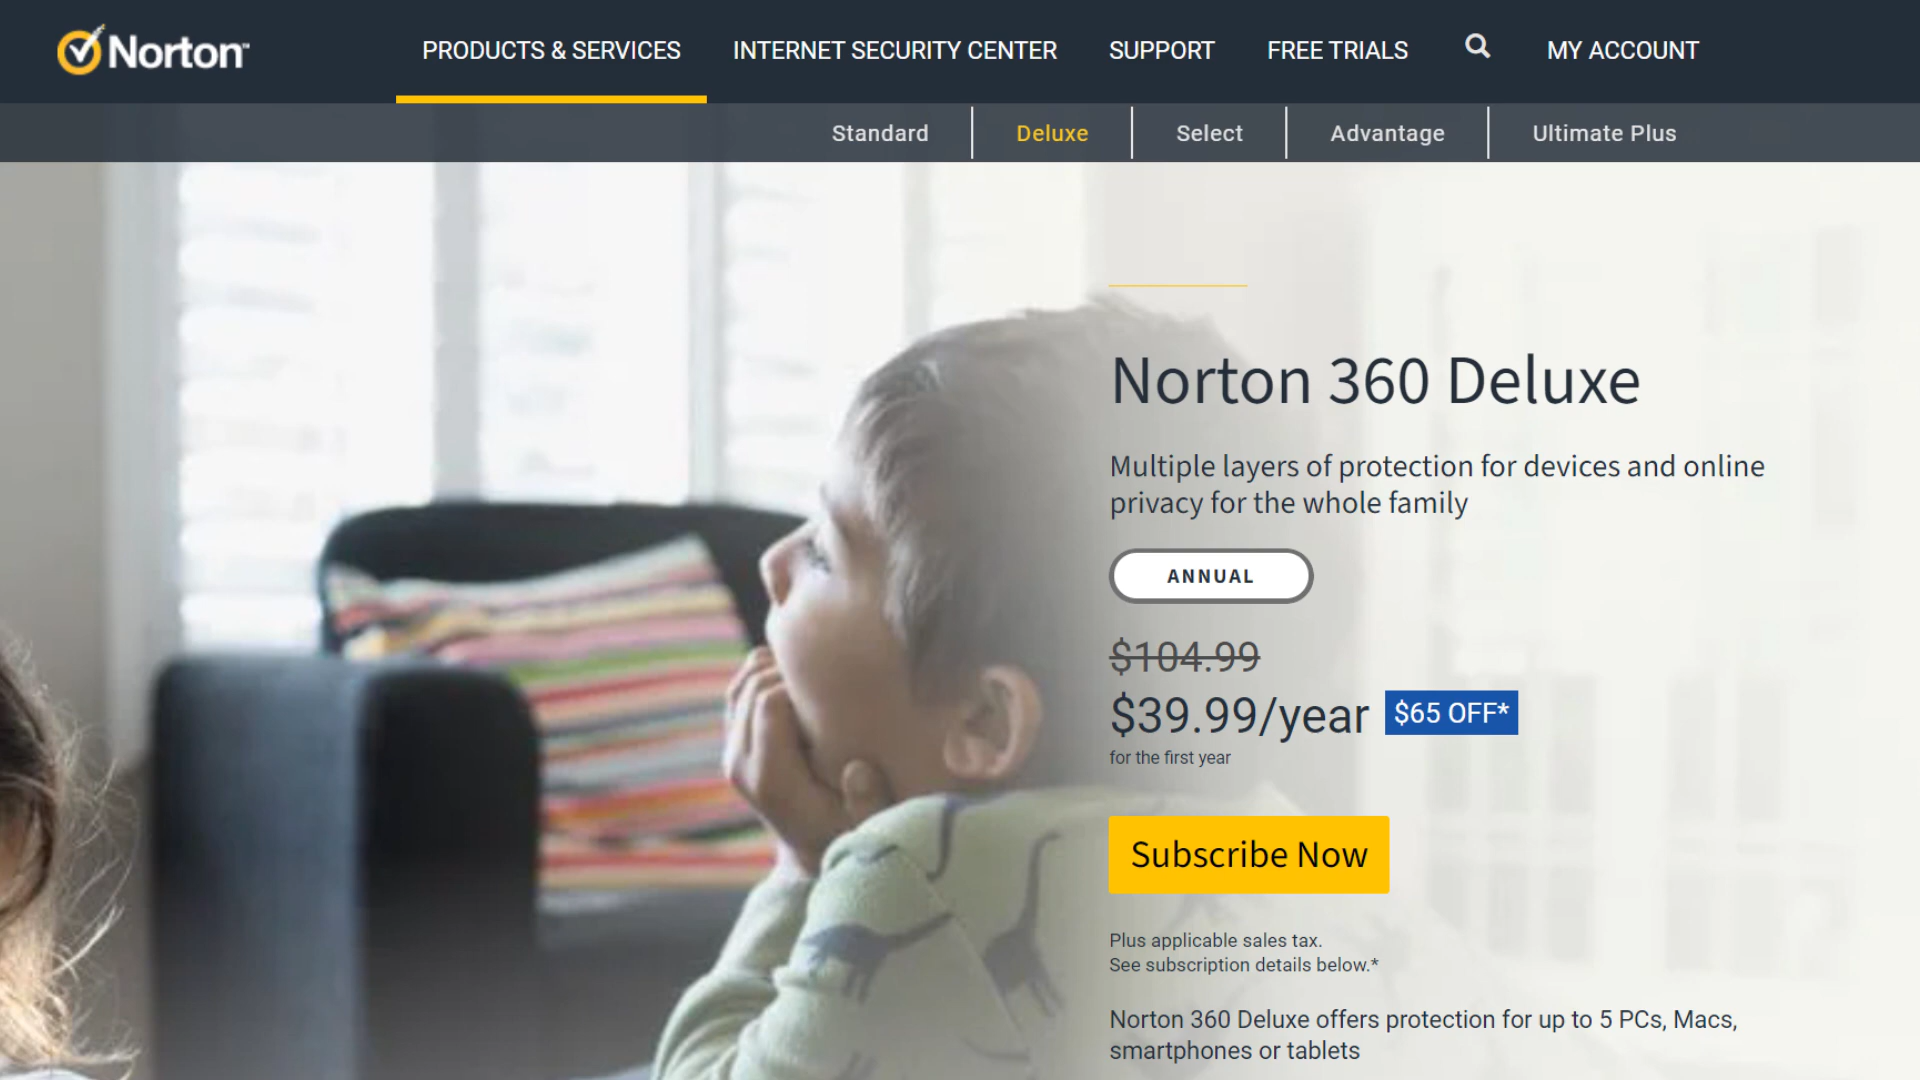 Norton
PRODUCTS & SERVICES
INTERNET SECURITY CENTER
SUPPORT
FREE TRIALS
MY ACCOUNT
Standard
Deluxe
Select
Advantage
Ultimate Plus
Norton 360 Deluxe
Multiple layers of protection for devices and online
privacy for the whole family
ANNUAL
$104.99
$39.99/year
$65 OFF*
for the first year
Subscribe Now
Plus applicable sales tax.
See subscription details below.*
Norton 360 Deluxe offers protection for up to 5 PCs, Macs,
smartphones or tablets